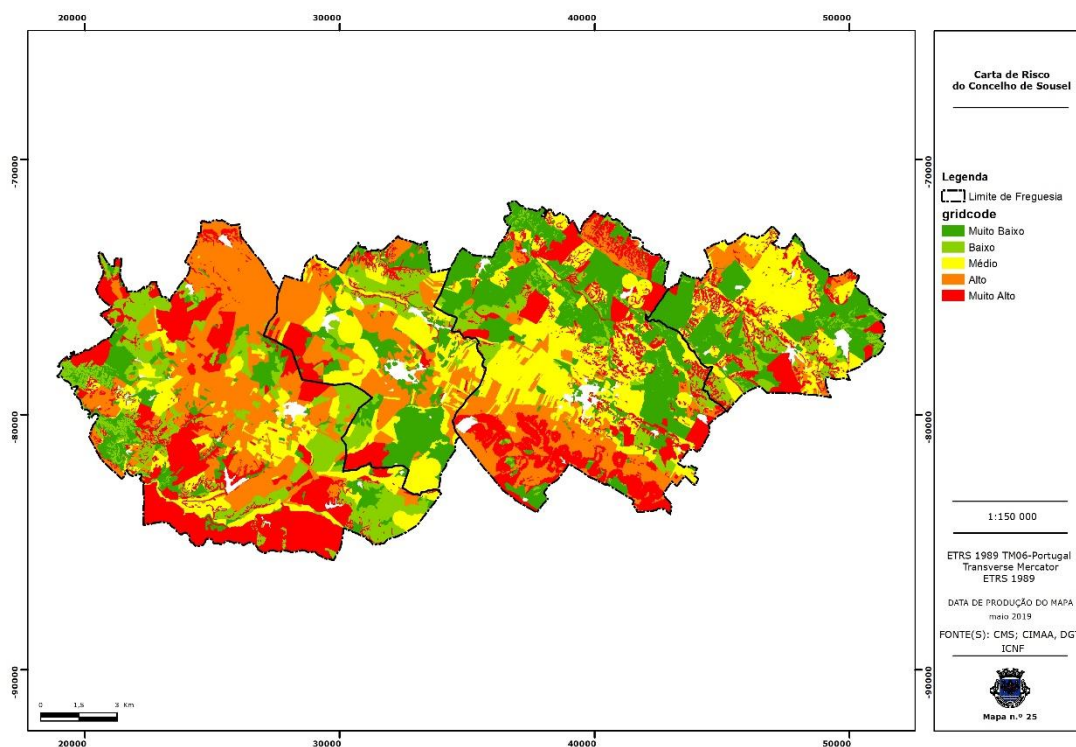 20000 30000 40000 50000
-70000 -70000
-80000 -80000
-90000 -90000
0 1,5 3 Km
20000 30000 40000 50000
Carta de Risco
do Concelho de Sousel
Legenda
Limite de Freguesia
gridcode
Muito Baixo
Baixo
Médio
Alto
Muito Alto
1:150 000
ETRS 1989 TM06-Portugal
Transverse Mercator
ETRS 1989
DATA DE PRODUÇÃO DO MAPA
maio 2019
FONTE(S): CMS; CIMAA, DGT
ICNF
Mapa n.º 25